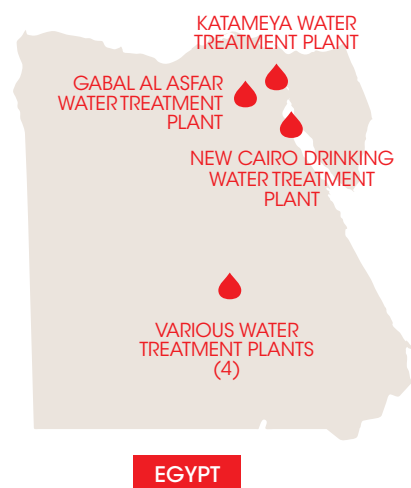 KATAMEYA WATER
TREATMENT PLANT
GABAL AL ASFAR
WATER TREATMENT
PLANT
NEW CAIRO DRINKING
WATER TREATMENT
PLANT
VARIOUS WATER
TREATMENT PLANTS
(4)
EGYPT